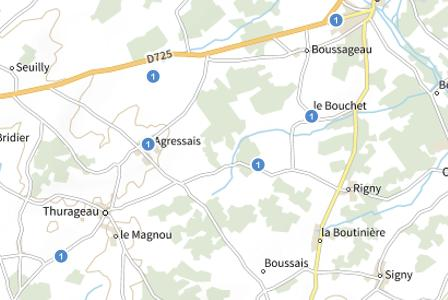 1
Boussageau
D725
Seuilly
1
le Bouchet
1
Bridier
1
Agressais
1
Rigny
Thurageau
le Magnou
la Boutinière
1
Boussais
Signy